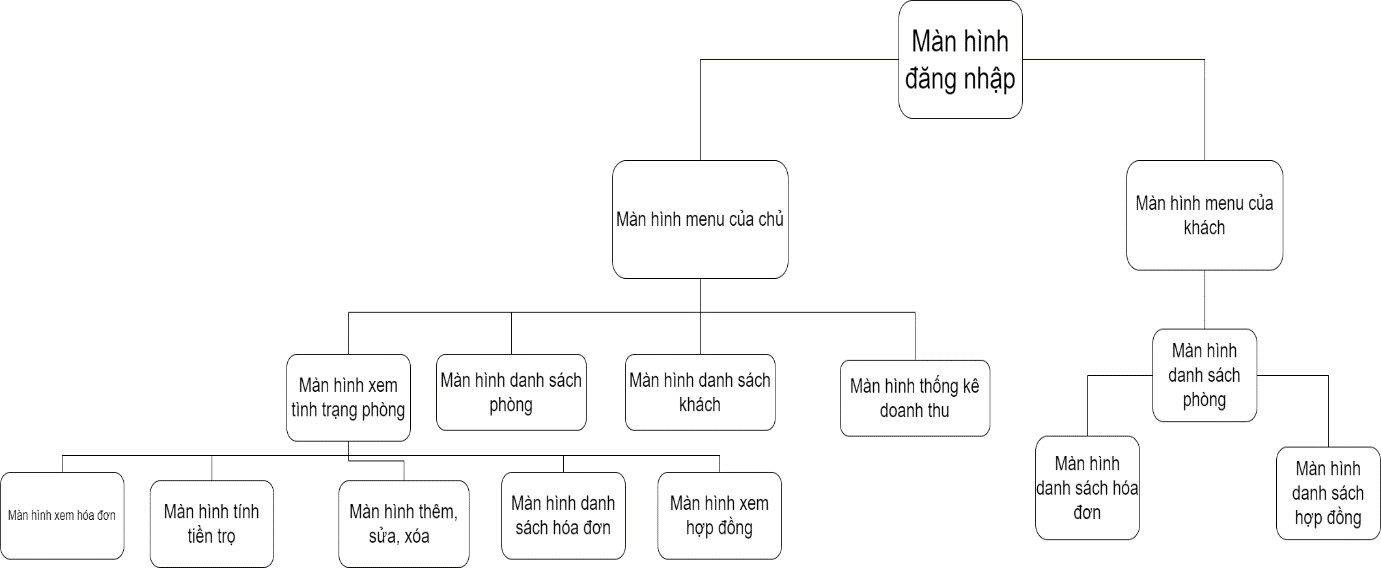 Màn hình
đăng nhập
Màn hình menu của chủ
Màn hình menu của
khách
Màn hình xem
tình trạng phòng
Màn hình danh sách
phòng
Màn hình danh sách
khách
Màn hình thống kê
doanh thu
Màn hình
danh sách
phòng
Màn hình xem hóa đơn
Màn hình tính
tiền trọ
Màn hình thêm,
sửa, xóa
Màn hình danh
sách hóa đơn
Màn hình xem
hợp đồng
Màn hình
danh sách hóa
đơn
Màn hình
danh sách
hợp đồng